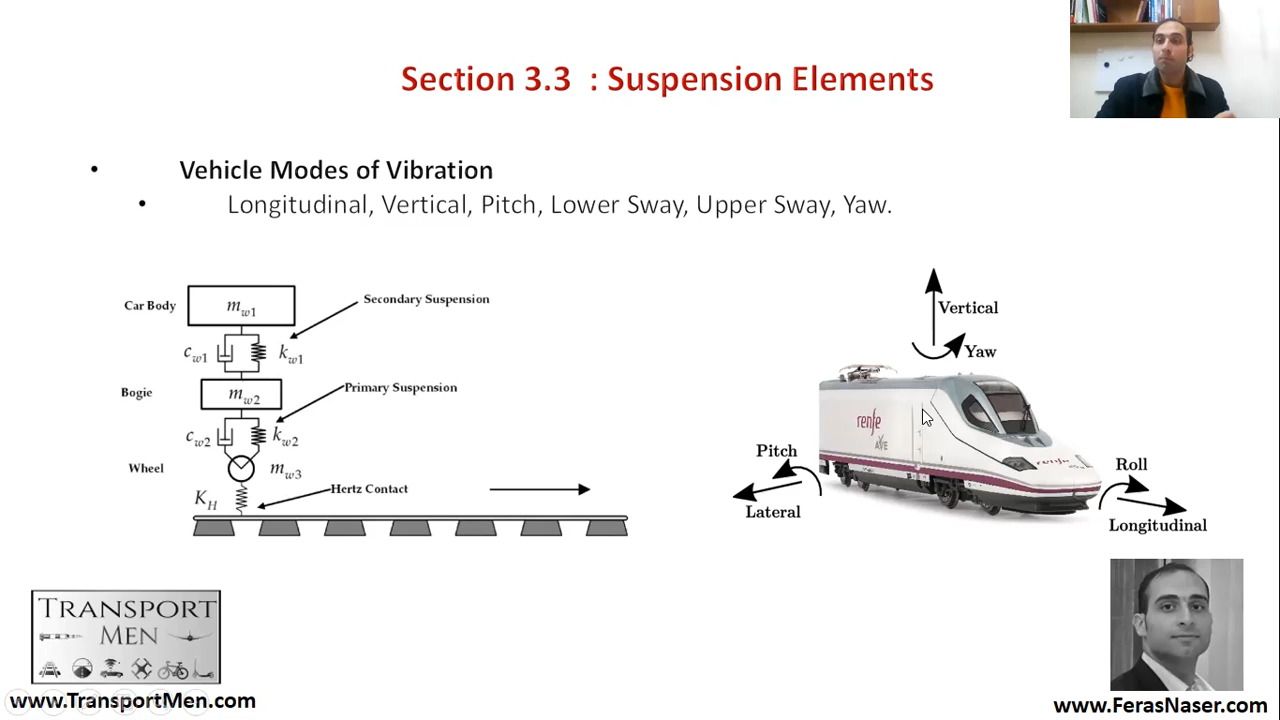 Section 3.3 : Suspension Elements
• Vehicle Modes of Vibration
• Longitudinal, Vertical, Pitch, Lower Sway, Upper Sway, Yaw.
Car Body
m_w1
Secondary Suspension
c_w1
k_w1
Bogie
m_w2
Primary Suspension
c_w2
k_w2
Wheel
m_w3
Hertz Contact
K_H
Vertical
Yaw
renfe
AVE
renfe
Pitch
Lateral
Roll
Longitudinal
TRANSPORT
MEN
www.TransportMen.com
www.FerasNaser.com